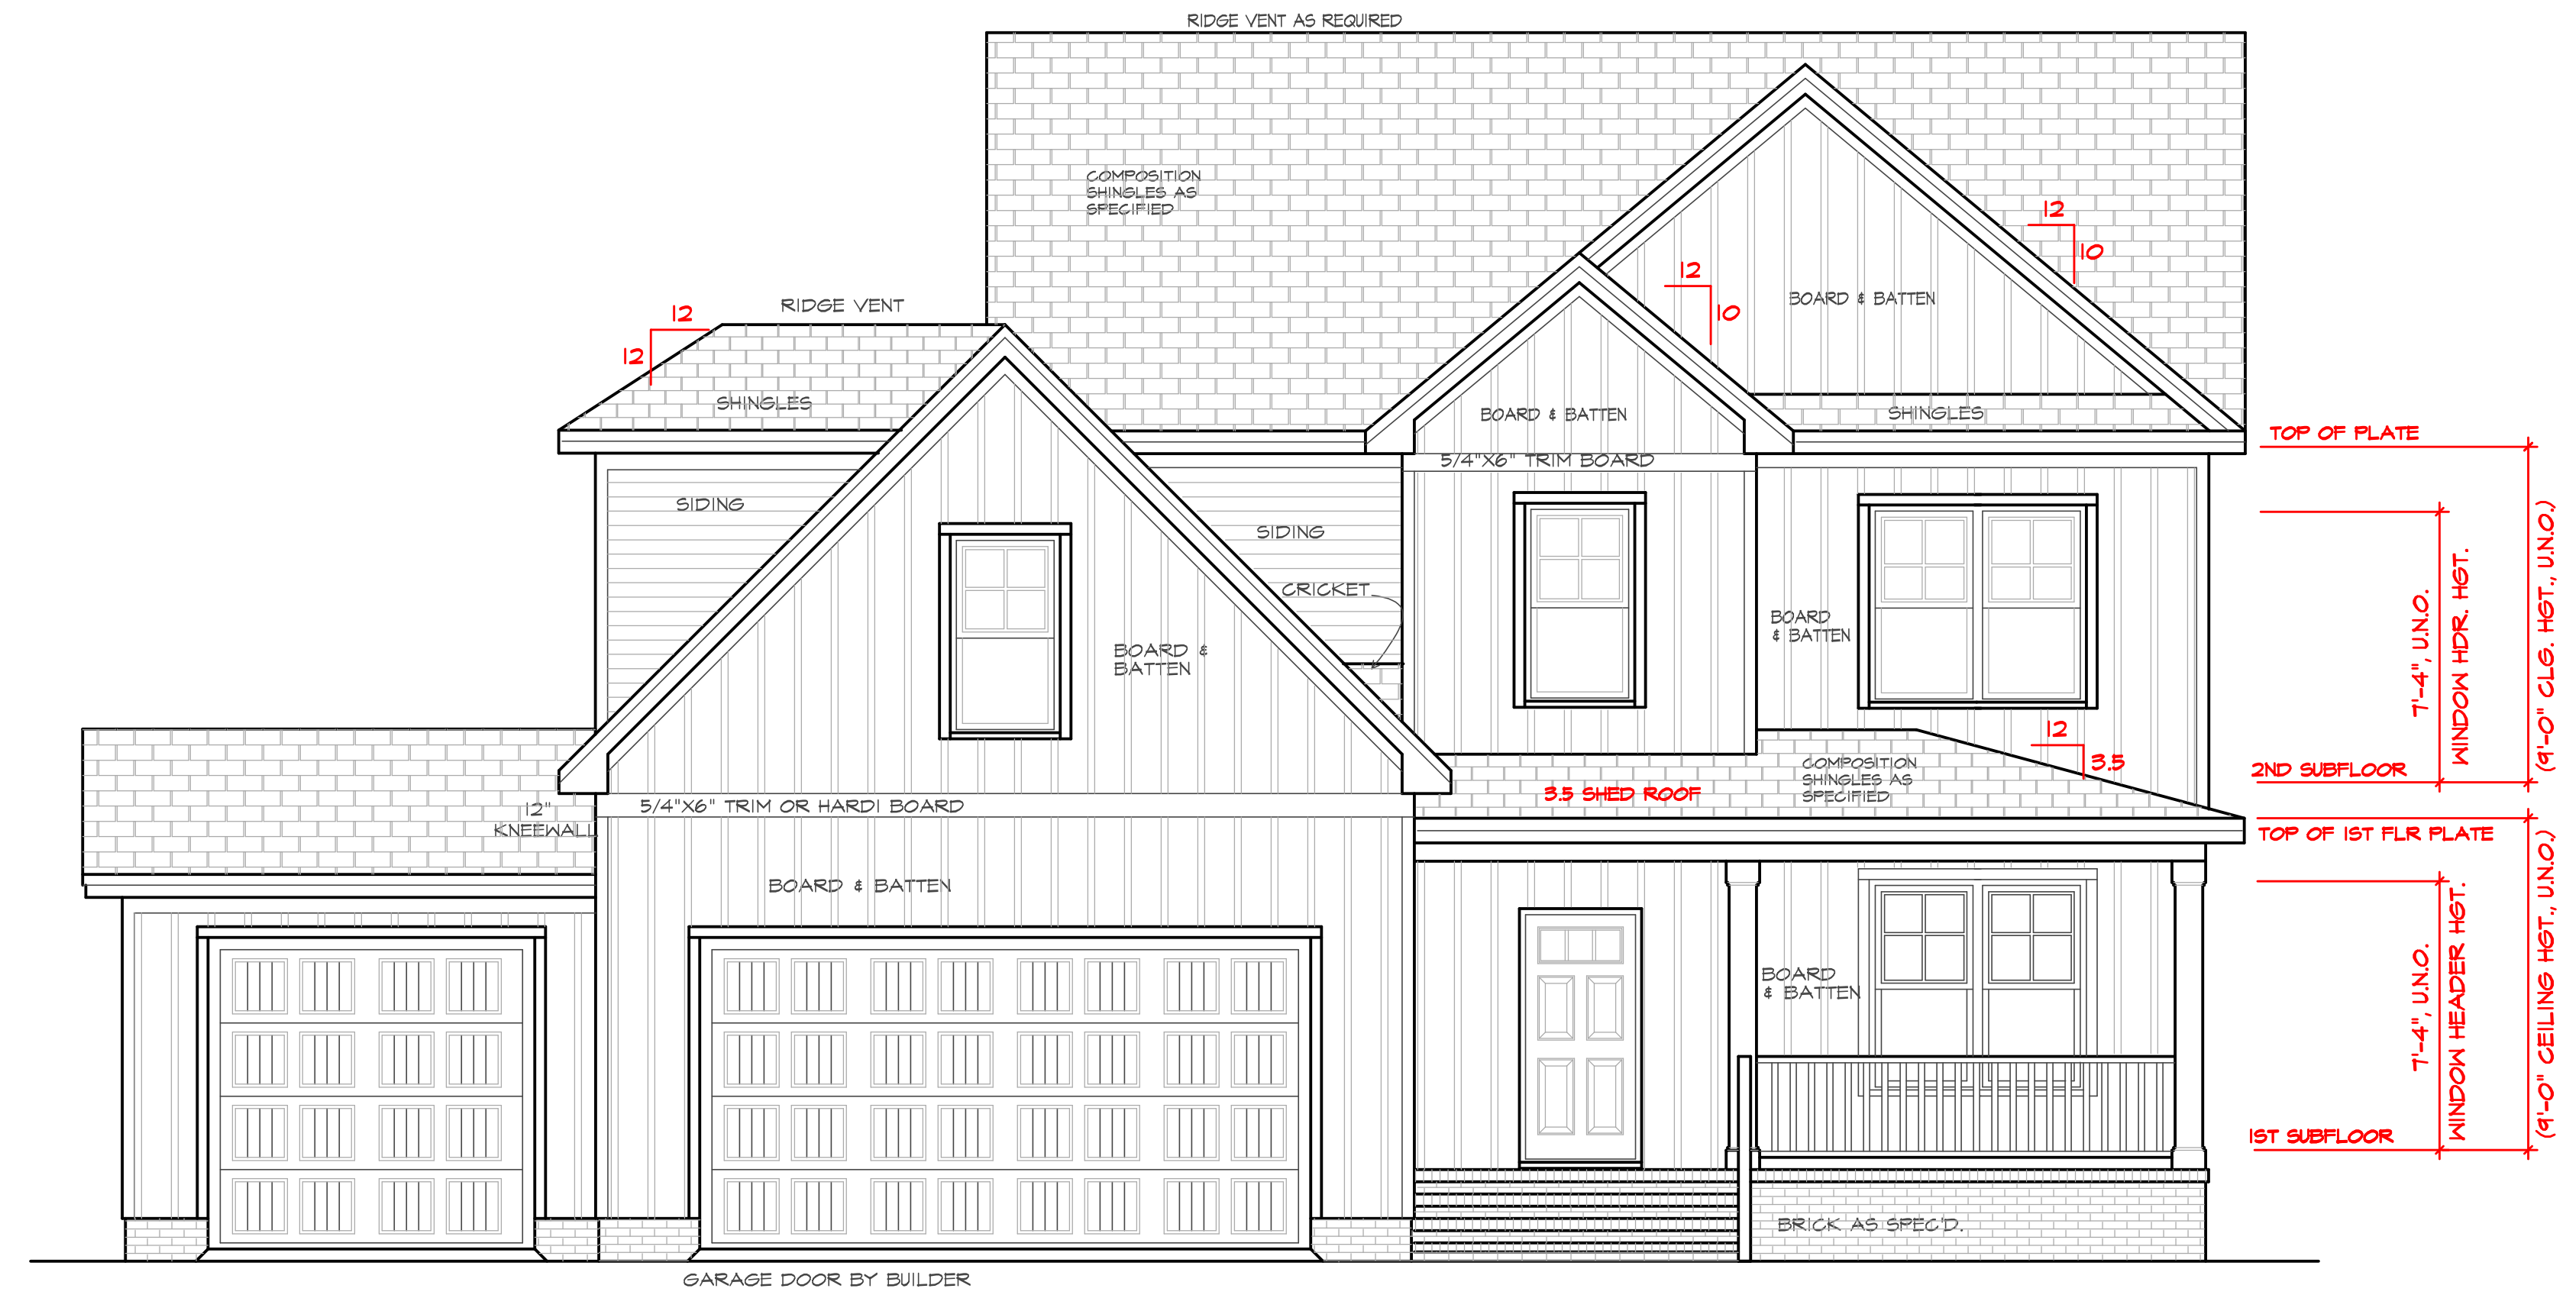 RIDGE VENT AS REQUIRED
COMPOSITION
SHINGLES AS
SPECIFIED
12
10
12
10
BOARD & BATTEN
RIDGE VENT
12
12
SHINGLES
BOARD & BATTEN
SHINGLES
TOP OF PLATE
5/4"X6" TRIM BOARD
SIDING
SIDING
CRICKET
BOARD &
BATTEN
BOARD
& BATTEN
7'-4", U.N.O.
WINDOW HDR. HGT.
(9'-0" CLG. HGT., U.N.O.)
12
3.5
COMPOSITION
SHINGLES AS
SPECIFIED
3.5 SHED ROOF
2ND SUBFLOOR
12"
KNEEWALL
5/4"X6" TRIM OR HARDI BOARD
TOP OF 1ST FLR PLATE
BOARD & BATTEN
BOARD
& BATTEN
7'-4", U.N.O.
WINDOW HEADER HGT.
(9'-0" CEILING HGT., U.N.O.)
1ST SUBFLOOR
BRICK AS SPEC'D.
GARAGE DOOR BY BUILDER